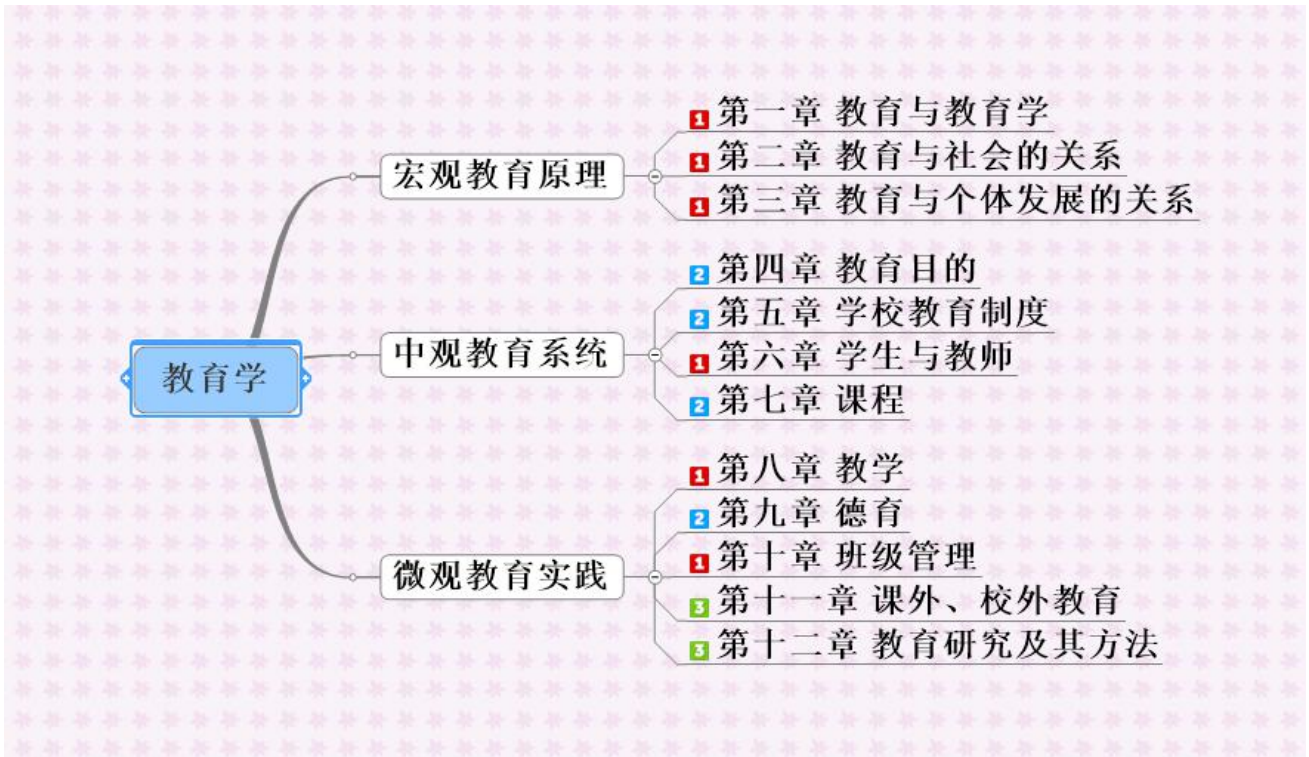 教育学
宏观教育原理
1 第一章 教育与教育学
1 第二章 教育与社会的关系
1 第三章 教育与个体发展的关系
中观教育系统
2 第四章 教育目的
2 第五章 学校教育制度
1 第六章 学生与教师
2 第七章 课程
微观教育实践
1 第八章 教学
2 第九章 德育
1 第十章 班级管理
3 第十一章 课外、校外教育
3 第十二章 教育研究及其方法